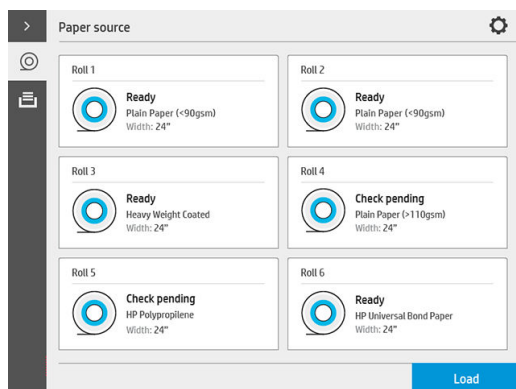 Paper source
Roll 1
Ready
Plain Paper (<90gsm)
Width: 24"
Roll 2
Ready
Plain Paper (<90gsm)
Width: 24"
Roll 3
Ready
Heavy Weight Coated
Width: 24"
Roll 4
Check pending
Plain Paper (>110gsm)
Width: 24"
Roll 5
Check pending
HP Polypropilene
Width: 24"
Roll 6
Ready
HP Universal Bond Paper
Width: 24"
Load